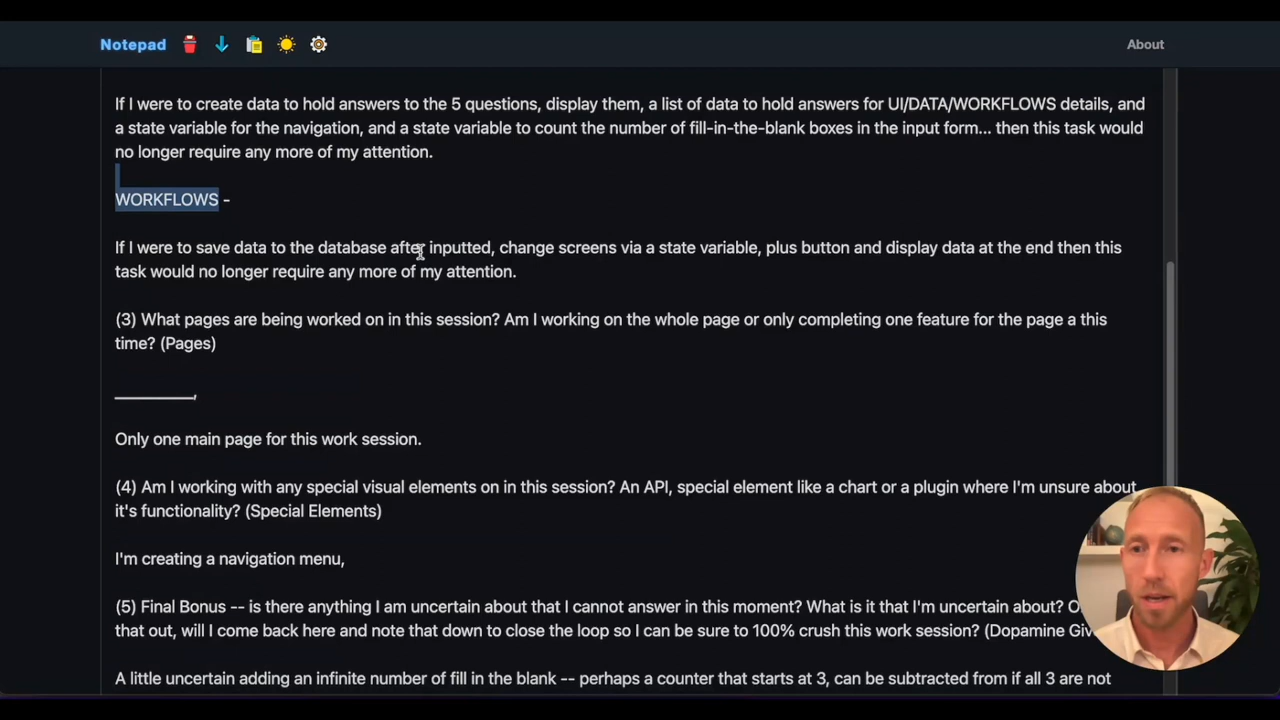 Notepad
About
If I were to create data to hold answers to the 5 questions, display them, a list of data to hold answers for UI/DATA/WORKFLOWS details, and
a state variable for the navigation, and a state variable to count the number of fill-in-the-blank boxes in the input form... then this task would
no longer require any more of my attention.
WORKFLOWS -
If I were to save data to the database after inputted, change screens via a state variable, plus button and display data at the end then this
task would no longer require any more of my attention.
(3) What pages are being worked on in this session? Am I working on the whole page or only completing one feature for the page a this
time? (Pages)
__________,
Only one main page for this work session.
(4) Am I working with any special visual elements on in this session? An API, special element like a chart or a plugin where I'm unsure about
it's functionality? (Special Elements)
I'm creating a navigation menu,
(5) Final Bonus -- is there anything I am uncertain about that I cannot answer in this moment? What is it that I'm uncertain about?
that out, will I come back here and note that down to close the loop so I can be sure to 100% crush this work session? (Dopamine
A little uncertain adding an infinite number of fill in the blank -- perhaps a counter that starts at 3, can be subtracted from if all 3 are not